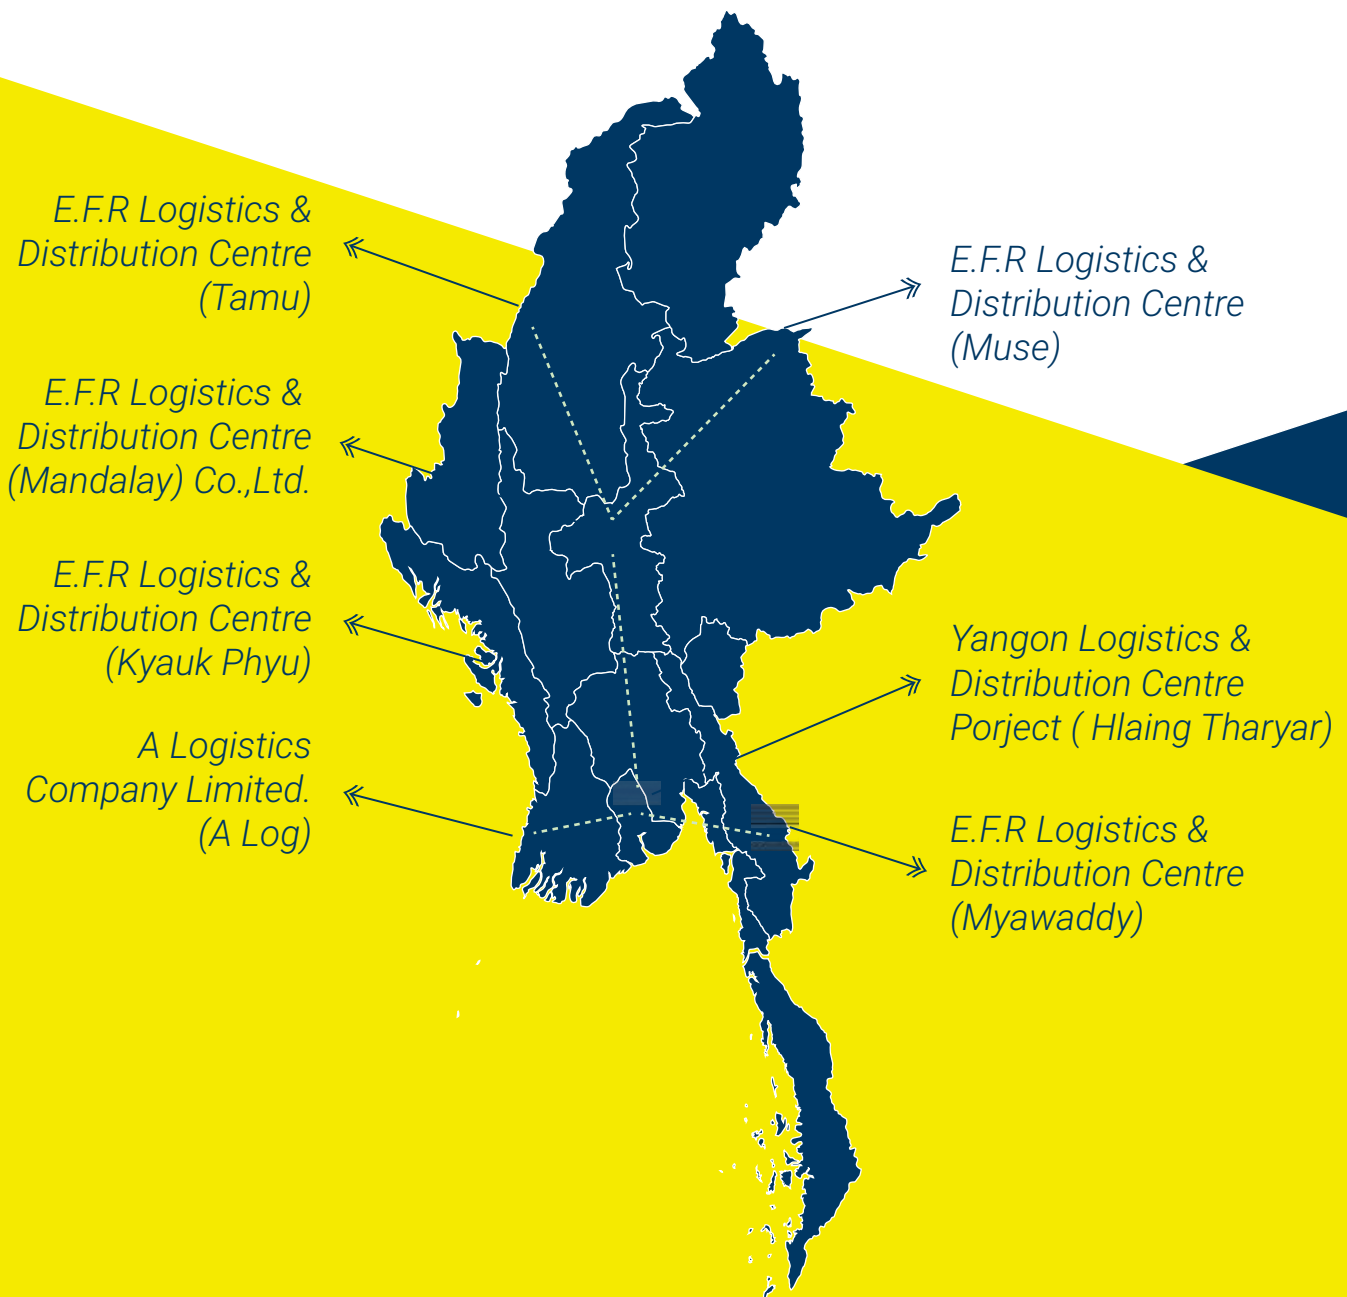 E.F.R Logistics &
Distribution Centre
(Tamu)
E.F.R Logistics &
Distribution Centre
(Mandalay) Co.,Ltd.
E.F.R Logistics &
Distribution Centre
(Kyauk Phyu)
A Logistics
Company Limited.
(A Log)
E.F.R Logistics &
Distribution Centre
(Muse)
Yangon Logistics &
Distribution Centre
Porject ( Hlaing Tharyar)
E.F.R Logistics &
Distribution Centre
(Myawaddy)